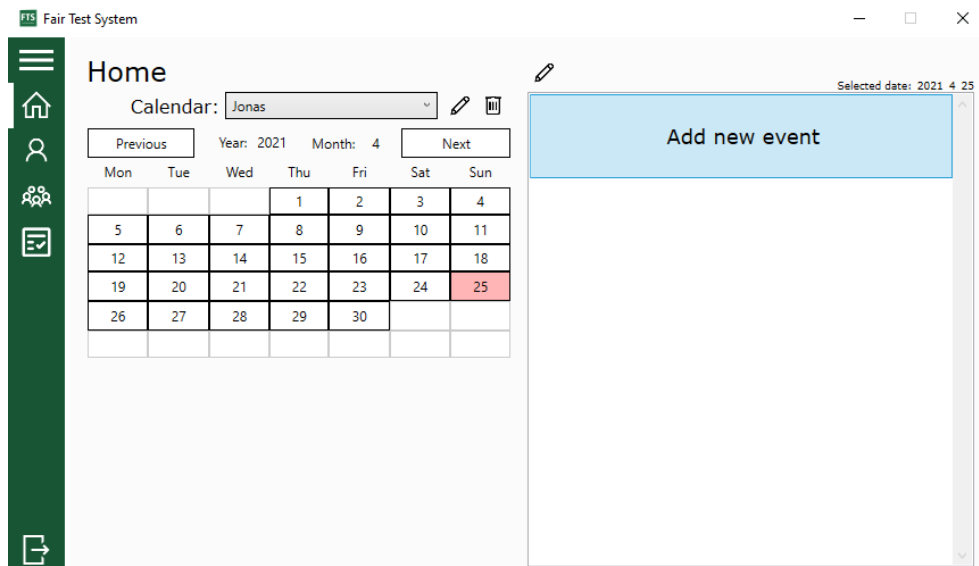 FTS Fair Test System
Home
Calendar: Jonas
Selected date: 2021 4 25
Previous Year: 2021 Month: 4 Next
Mon Tue Wed Thu Fri Sat Sun
1 2 3 4
5 6 7 8 9 10 11
12 13 14 15 16 17 18
19 20 21 22 23 24 25
26 27 28 29 30
Add new event